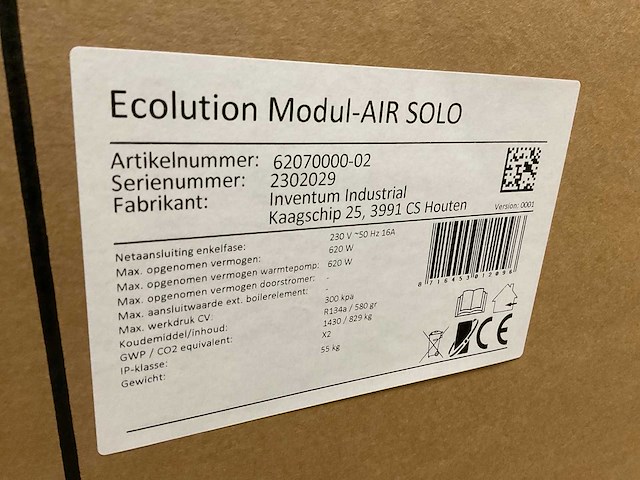 Ecolution Modul-AIR SOLO
Artikelnummer: 62070000-02
Serienummer: 2302029
Fabrikant: Inventum Industrial
Kaagschip 25, 3991 CS Houten
Version: 0001
Netaansluiting enkelfase: 230 V ~50 Hz 16A
Max. opgenomen vermogen: 620 W
Max. opgenomen vermogen warmtepomp: 620 W
Max. opgenomen vermogen doorstromer: -
Max. aansluitwaarde ext. boilerelement: -
Max. werkdruk CV: 300 kpa
Koudemiddel/inhoud: R134a / 580 gr
GWP / CO2 equivalent: 1430 / 829 kg
IP-klasse: X2
Gewicht: 55 kg
8 716453 012096
CE